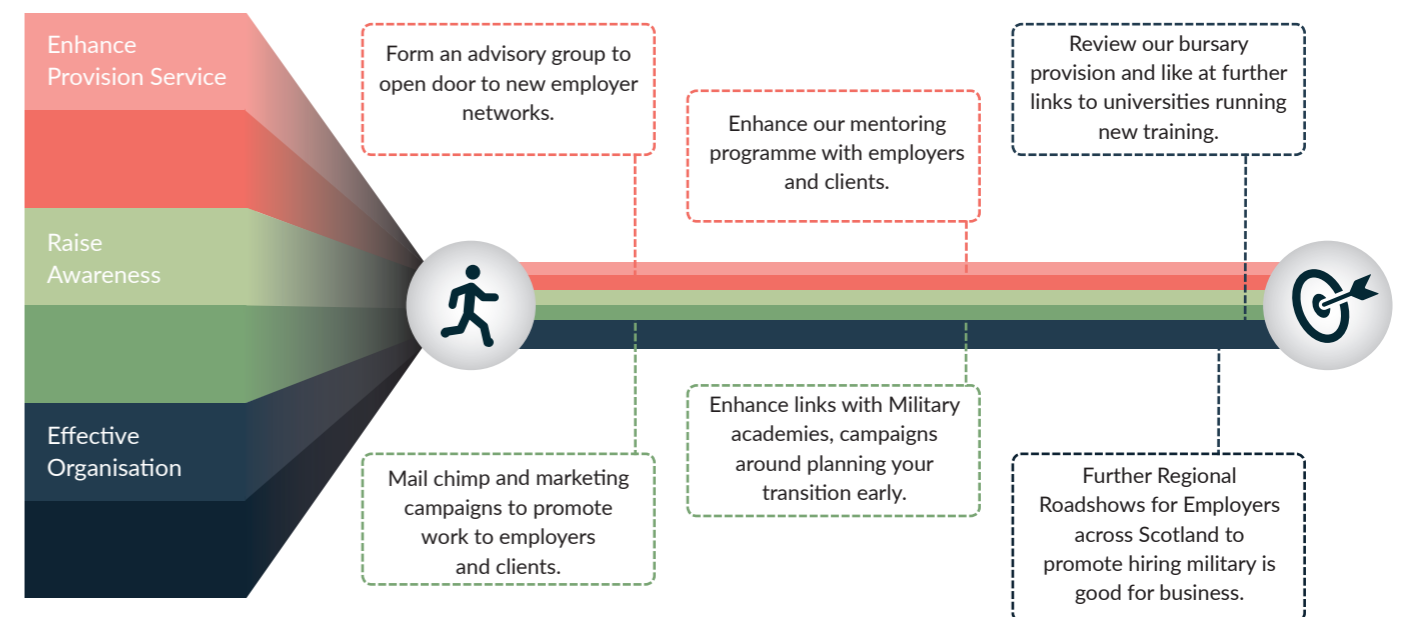 Enhance
Provision Service
Raise
Awareness
Effective
Organisation
Form an advisory group to
open door to new employer
networks.
Enhance our mentoring
programme with employers
and clients.
Review our bursary
provision and like at further
links to universities running
new training.
Mail chimp and marketing
campaigns to promote
work to employers
and clients.
Enhance links with Military
academies, campaigns
around planning your
transition early.
Further Regional
Roadshows for Employers
across Scotland to
promote hiring military is
good for business.